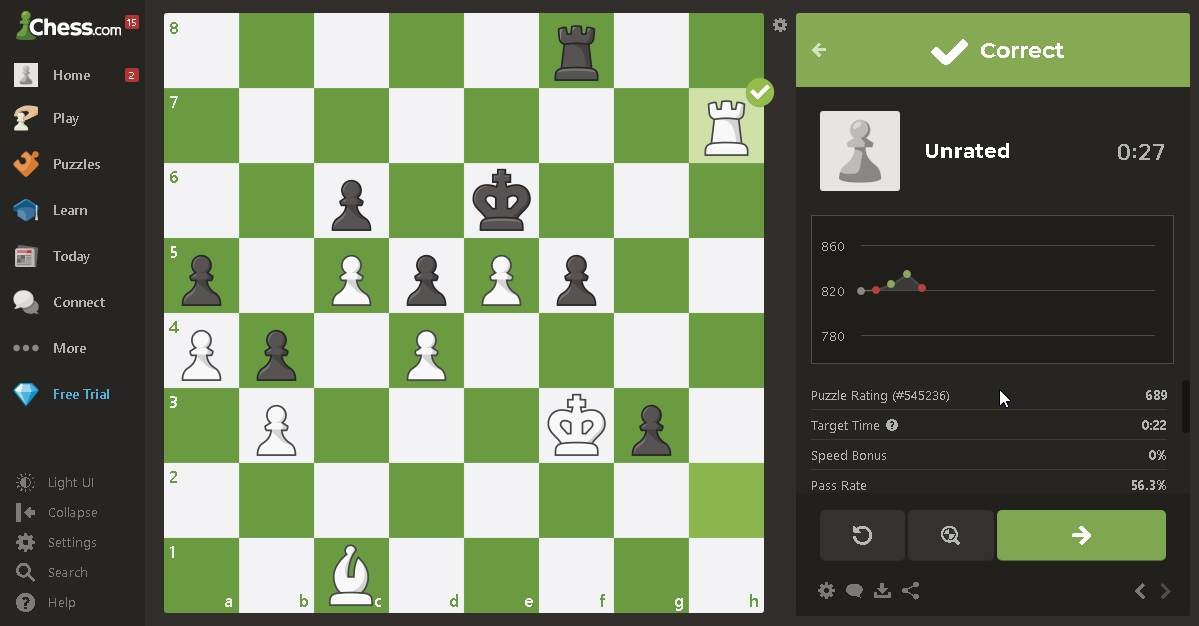 Chess.com 15
Home 2
Play
Puzzles
Learn
Today
Connect
More
Free Trial
Light UI
Collapse
Settings
Search
Help
8
7
6
5
4
3
2
1
a b c d e f g h
Correct
Unrated 0:27
860
820
780
Puzzle Rating (#545236) 689
Target Time ? 0:22
Speed Bonus 0%
Pass Rate 56.3%